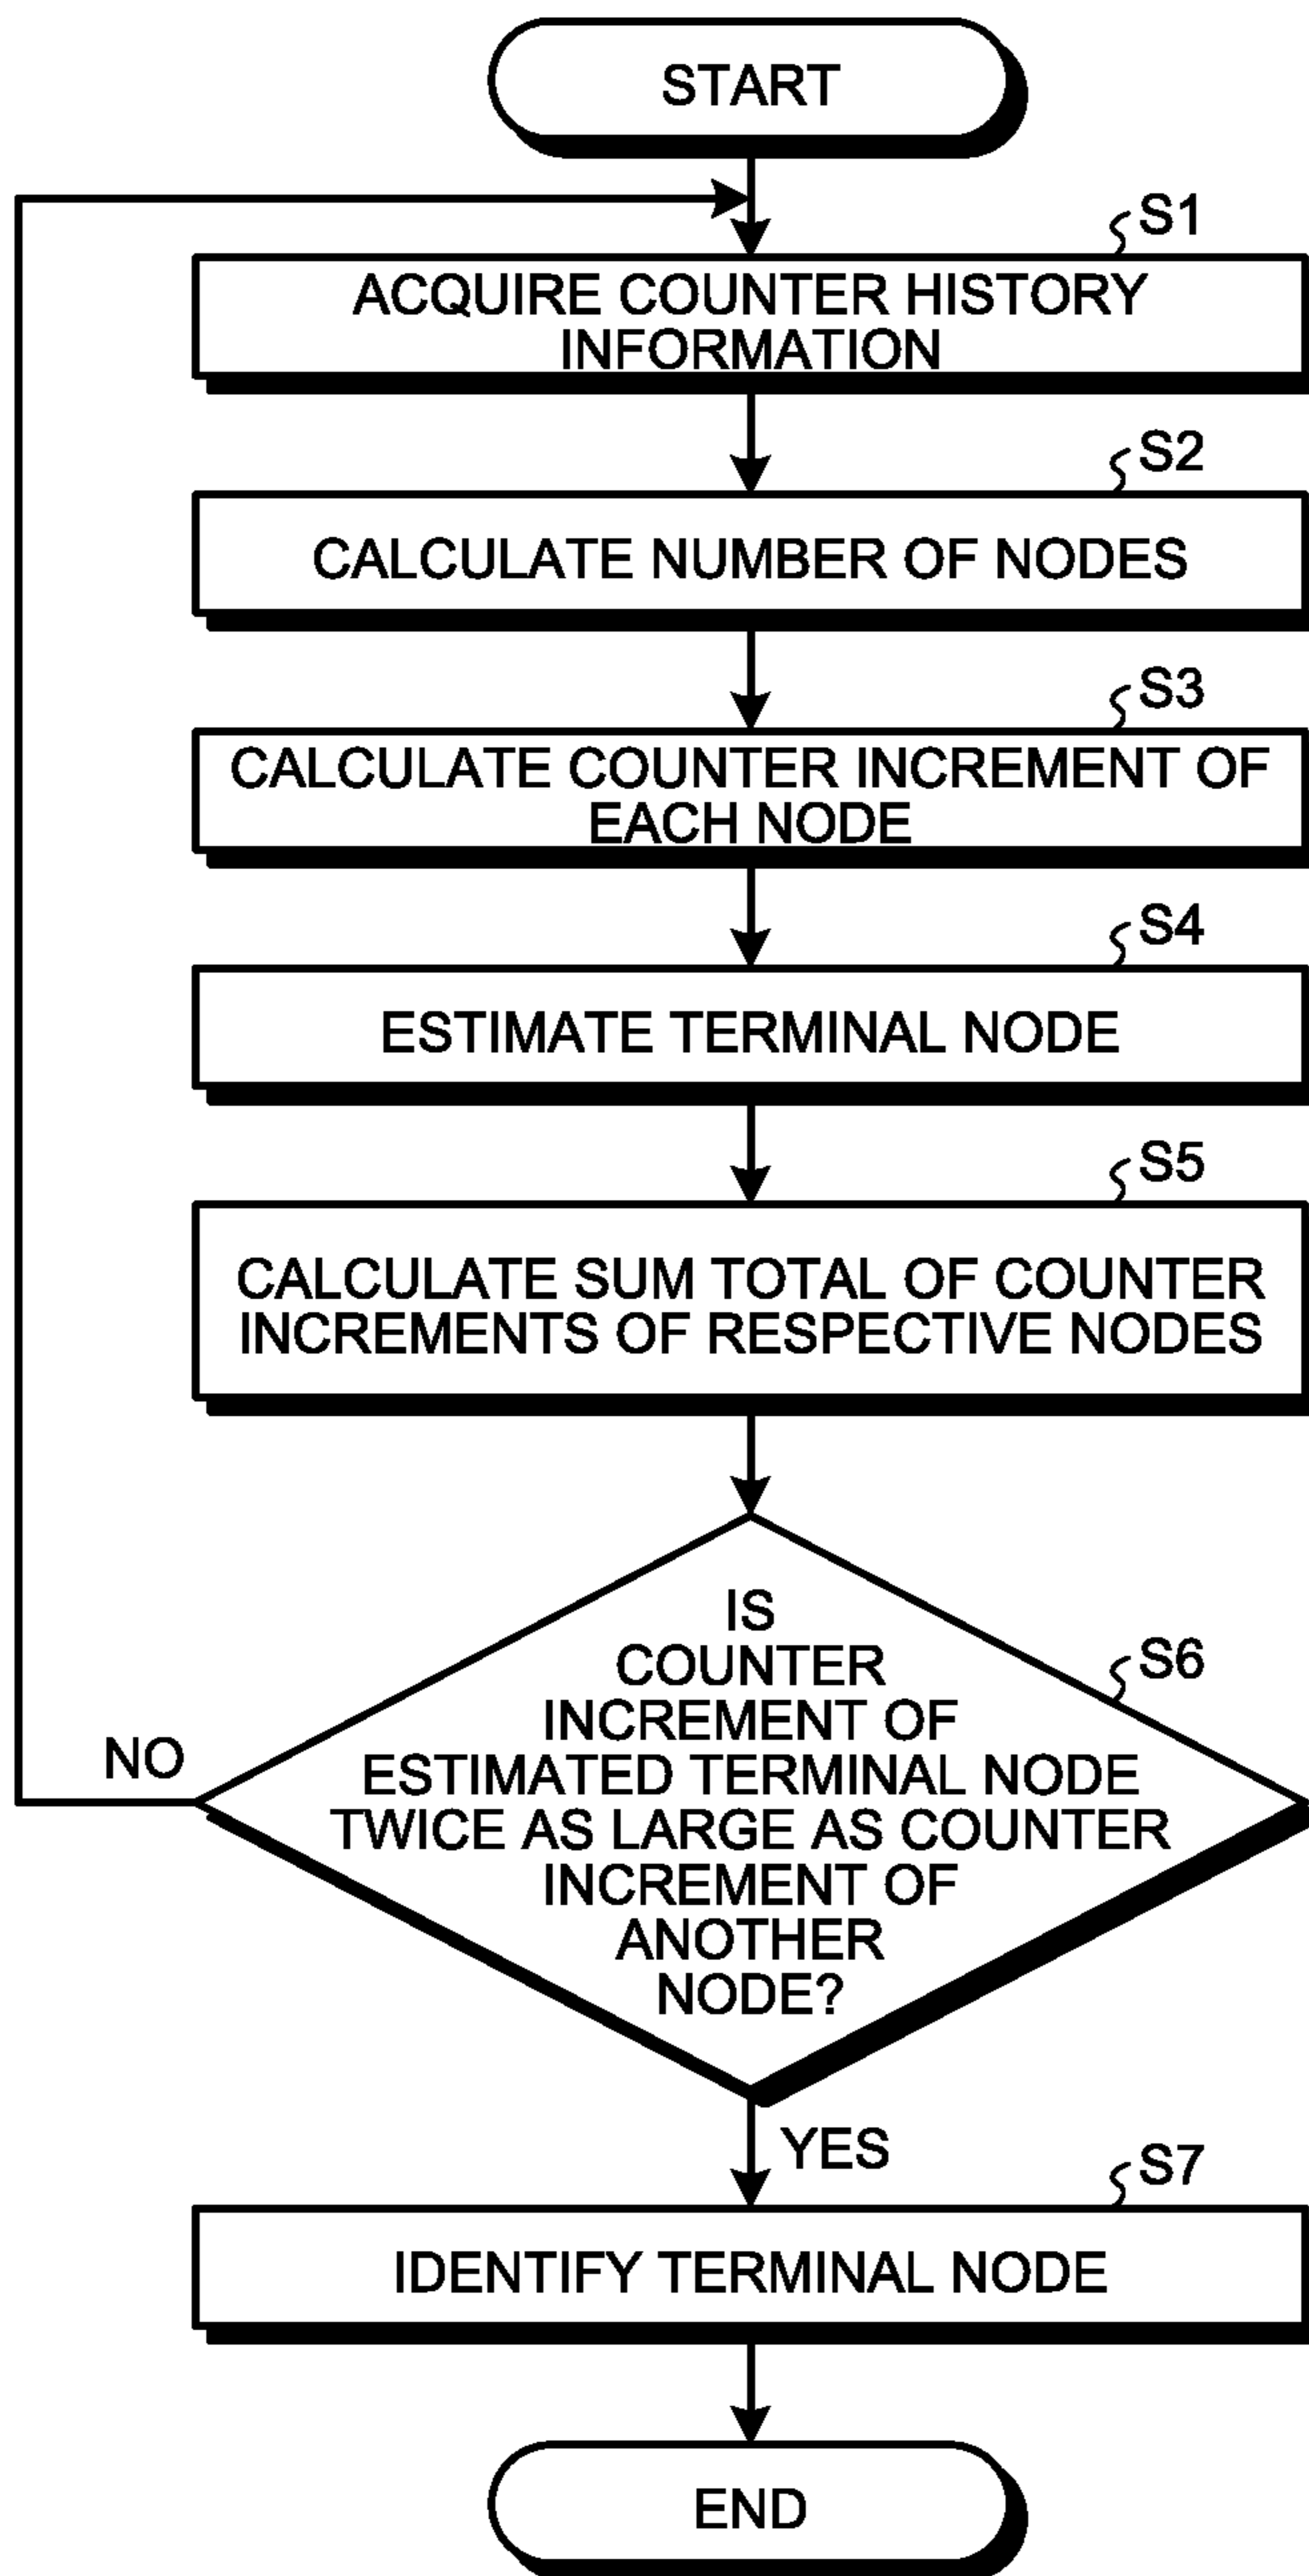 START
S1
ACQUIRE COUNTER HISTORY
INFORMATION
S2
CALCULATE NUMBER OF NODES
S3
CALCULATE COUNTER INCREMENT OF
EACH NODE
S4
ESTIMATE TERMINAL NODE
S5
CALCULATE SUM TOTAL OF COUNTER
INCREMENTS OF RESPECTIVE NODES
S6
IS
COUNTER
INCREMENT OF
ESTIMATED TERMINAL NODE
TWICE AS LARGE AS COUNTER
INCREMENT OF
ANOTHER
NODE?
NO
YES
S7
IDENTIFY TERMINAL NODE
END